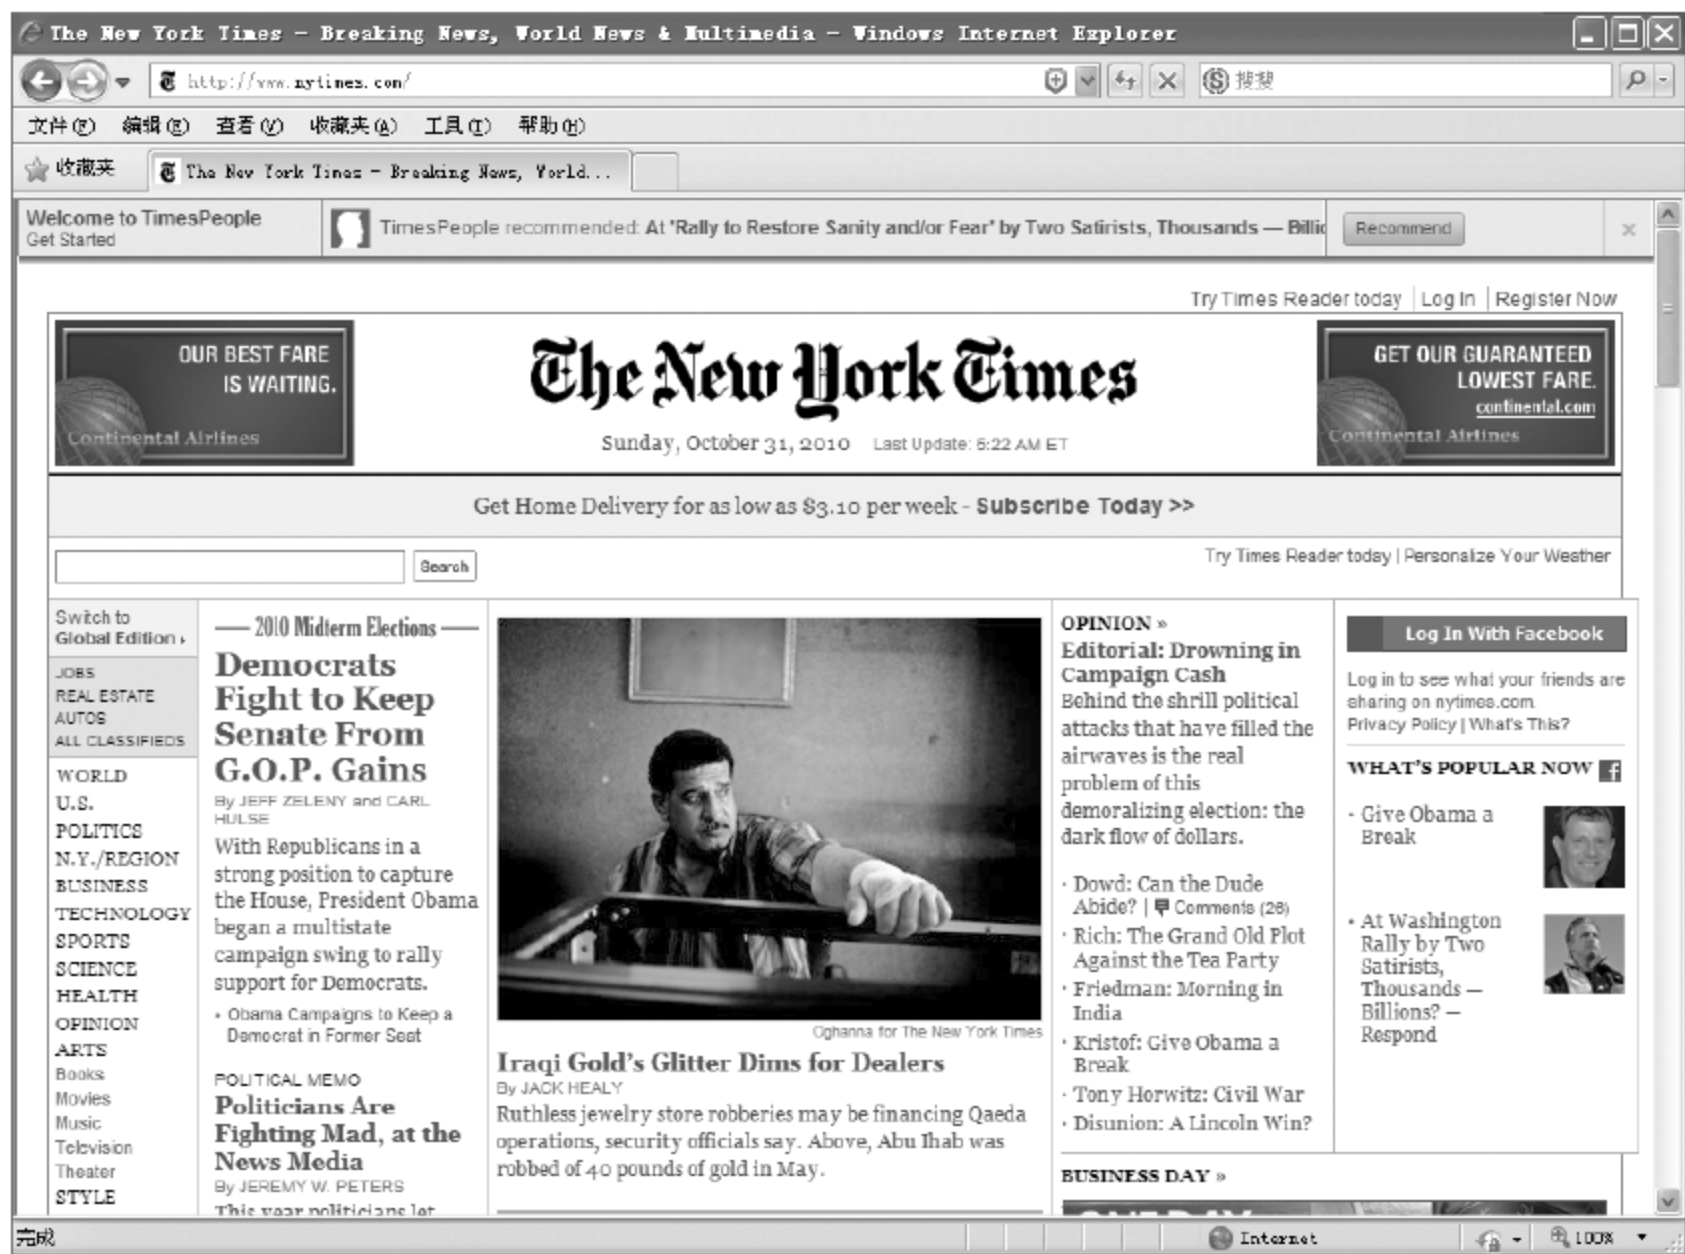 The New York Times - Breaking News, World News & Multimedia - Windows Internet Explorer
http://www.nytimes.com/
搜搜
文件(F) 编辑(E) 查看(V) 收藏夹(A) 工具(T) 帮助(H)
收藏夹
The New York Times - Breaking News, World...
Welcome to TimesPeople
Get Started
TimesPeople recommended: At 'Rally to Restore Sanity and/or Fear' by Two Satirists, Thousands — Billio
Recommend
Try Times Reader today | Log In | Register Now
OUR BEST FARE
IS WAITING.
Continental Airlines
The New York Times
Sunday, October 31, 2010 Last Update: 5:22 AM ET
GET OUR GUARANTEED
LOWEST FARE.
continental.com
Continental Airlines
Get Home Delivery for as low as $3.10 per week - Subscribe Today >>
Search
Try Times Reader today | Personalize Your Weather
Switch to
Global Edition ›
JOBS
REAL ESTATE
AUTOS
ALL CLASSIFIEDS
WORLD
U.S.
POLITICS
N.Y./REGION
BUSINESS
TECHNOLOGY
SPORTS
SCIENCE
HEALTH
OPINION
ARTS
Books
Movies
Music
Television
Theater
STYLE
2010 Midterm Elections
Democrats
Fight to Keep
Senate From
G.O.P. Gains
By JEFF ZELENY and CARL
HULSE
With Republicans in a
strong position to capture
the House, President Obama
began a multistate
campaign swing to rally
support for Democrats.
• Obama Campaigns to Keep a
Democrat in Former Seat
POLITICAL MEMO
Politicians Are
Fighting Mad, at the
News Media
By JEREMY W. PETERS
This year politicians let
Oghanna for The New York Times
Iraqi Gold's Glitter Dims for Dealers
By JACK HEALY
Ruthless jewelry store robberies may be financing Qaeda
operations, security officials say. Above, Abu Ihab was
robbed of 40 pounds of gold in May.
OPINION »
Editorial: Drowning in
Campaign Cash
Behind the shrill political
attacks that have filled the
airwaves is the real
problem of this
demoralizing election: the
dark flow of dollars.
· Dowd: Can the Dude
Abide? | Comments (26)
· Rich: The Grand Old Plot
Against the Tea Party
· Friedman: Morning in
India
· Kristof: Give Obama a
Break
· Tony Horwitz: Civil War
· Disunion: A Lincoln Win?
BUSINESS DAY »
Log In With Facebook
Log in to see what your friends are
sharing on nytimes.com.
Privacy Policy | What's This?
WHAT'S POPULAR NOW f
· Give Obama a
Break
• At Washington
Rally by Two
Satirists,
Thousands —
Billions? —
Respond
完成
Internet
100%